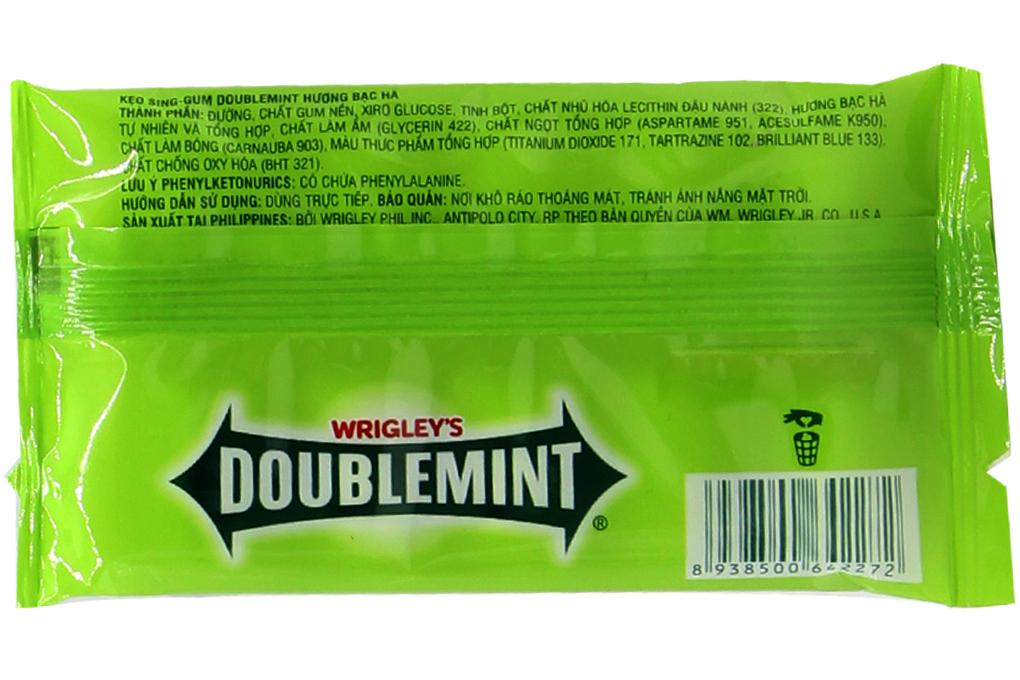 KẸO SING-GUM DOUBLEMINT HƯƠNG BẠC HÀ
THÀNH PHẦN: ĐƯỜNG, CHẤT GUM NỀN, XIRO GLUCOSE, TINH BỘT, CHẤT NHŨ HÓA LECITHIN ĐẬU NÀNH (322), HƯƠNG BẠC HÀ
TỰ NHIÊN VÀ TỔNG HỢP, CHẤT LÀM ẨM (GLYCERIN 422), CHẤT NGỌT TỔNG HỢP (ASPARTAME 951, ACESULFAME K950),
CHẤT LÀM BÓNG (CARNAUBA 903), MÀU THỰC PHẨM TỔNG HỢP (TITANIUM DIOXIDE 171, TARTRAZINE 102, BRILLIANT BLUE 133),
CHẤT CHỐNG OXY HÓA (BHT 321).
LƯU Ý PHENYLKETONURICS: CÓ CHỨA PHENYLALANINE.
HƯỚNG DẪN SỬ DỤNG: DÙNG TRỰC TIẾP. BẢO QUẢN: NƠI KHÔ RÁO THOÁNG MÁT, TRÁNH ÁNH NẮNG MẶT TRỜI.
SẢN XUẤT TẠI PHILIPPINES: BỞI WRIGLEY PHIL INC., ANTIPOLO CITY, RP THEO BẢN QUYỀN CỦA WM. WRIGLEY JR. CO., U.S.A
WRIGLEY'S
DOUBLEMINT
®
8 938500